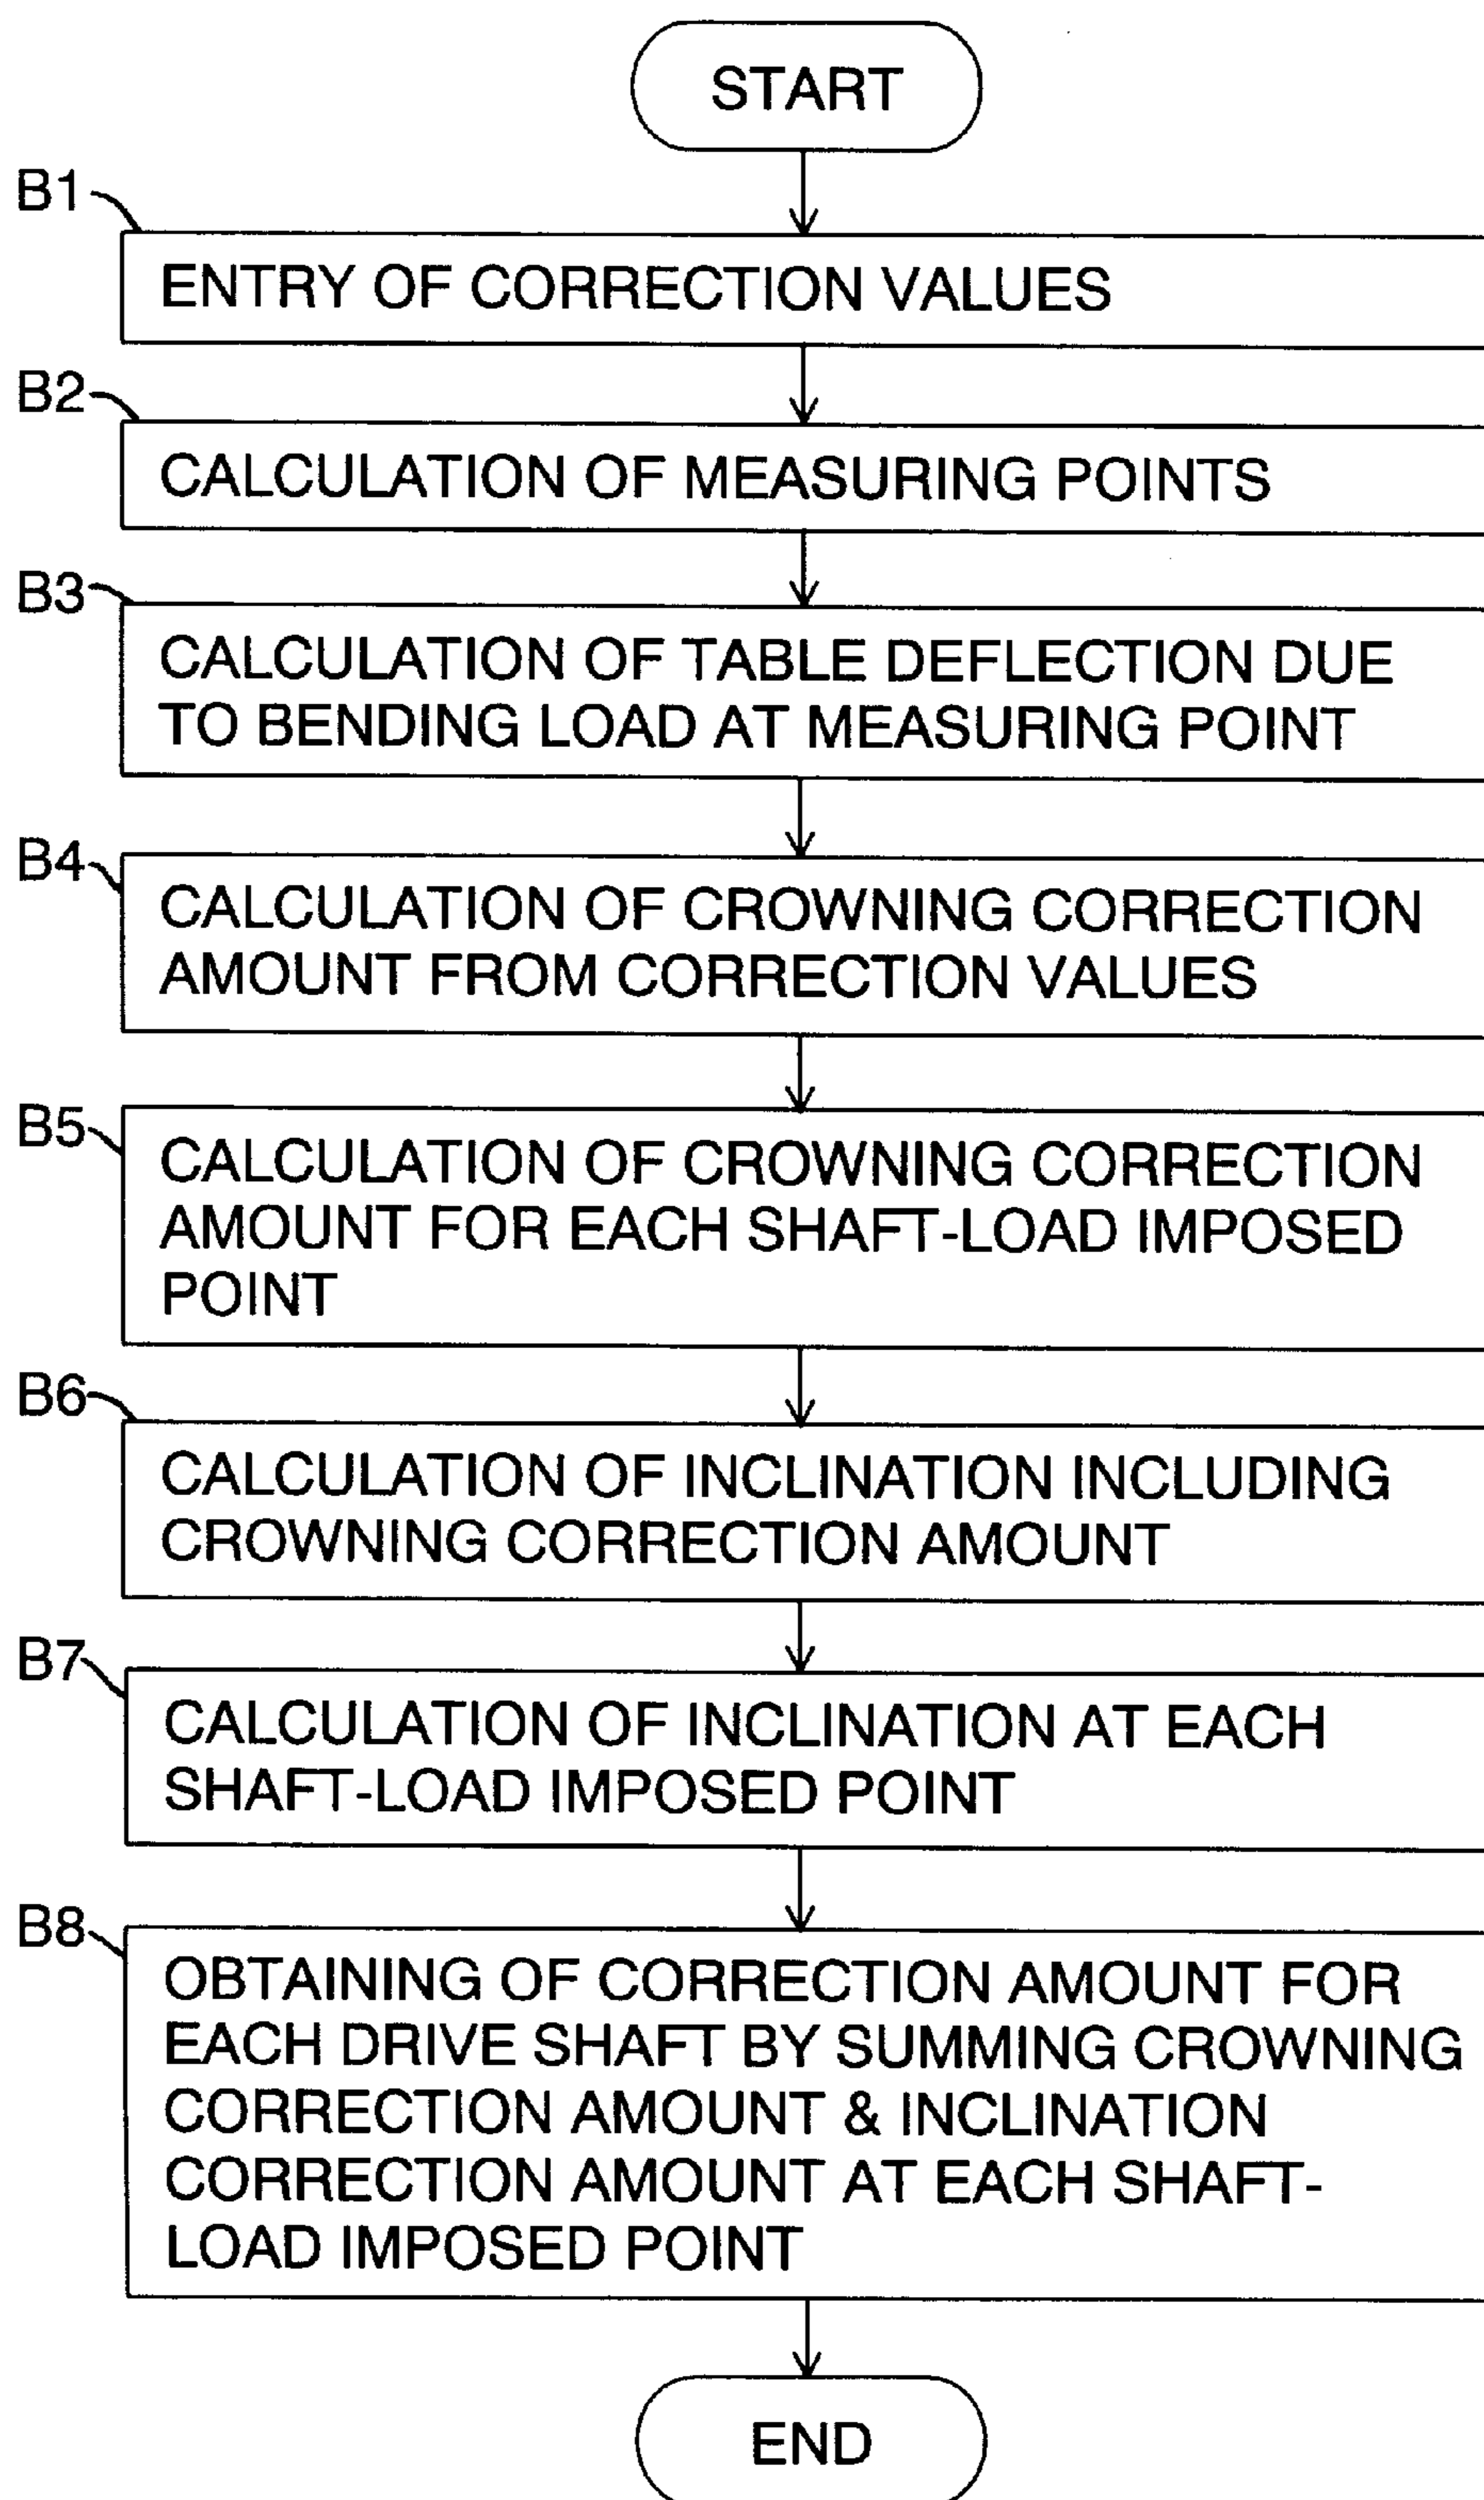 START
B1
ENTRY OF CORRECTION VALUES
B2
CALCULATION OF MEASURING POINTS
B3
CALCULATION OF TABLE DEFLECTION DUE
TO BENDING LOAD AT MEASURING POINT
B4
CALCULATION OF CROWNING CORRECTION
AMOUNT FROM CORRECTION VALUES
B5
CALCULATION OF CROWNING CORRECTION
AMOUNT FOR EACH SHAFT-LOAD IMPOSED
POINT
B6
CALCULATION OF INCLINATION INCLUDING
CROWNING CORRECTION AMOUNT
B7
CALCULATION OF INCLINATION AT EACH
SHAFT-LOAD IMPOSED POINT
B8
OBTAINING OF CORRECTION AMOUNT FOR
EACH DRIVE SHAFT BY SUMMING CROWNING
CORRECTION AMOUNT & INCLINATION
CORRECTION AMOUNT AT EACH SHAFT-
LOAD IMPOSED POINT
END